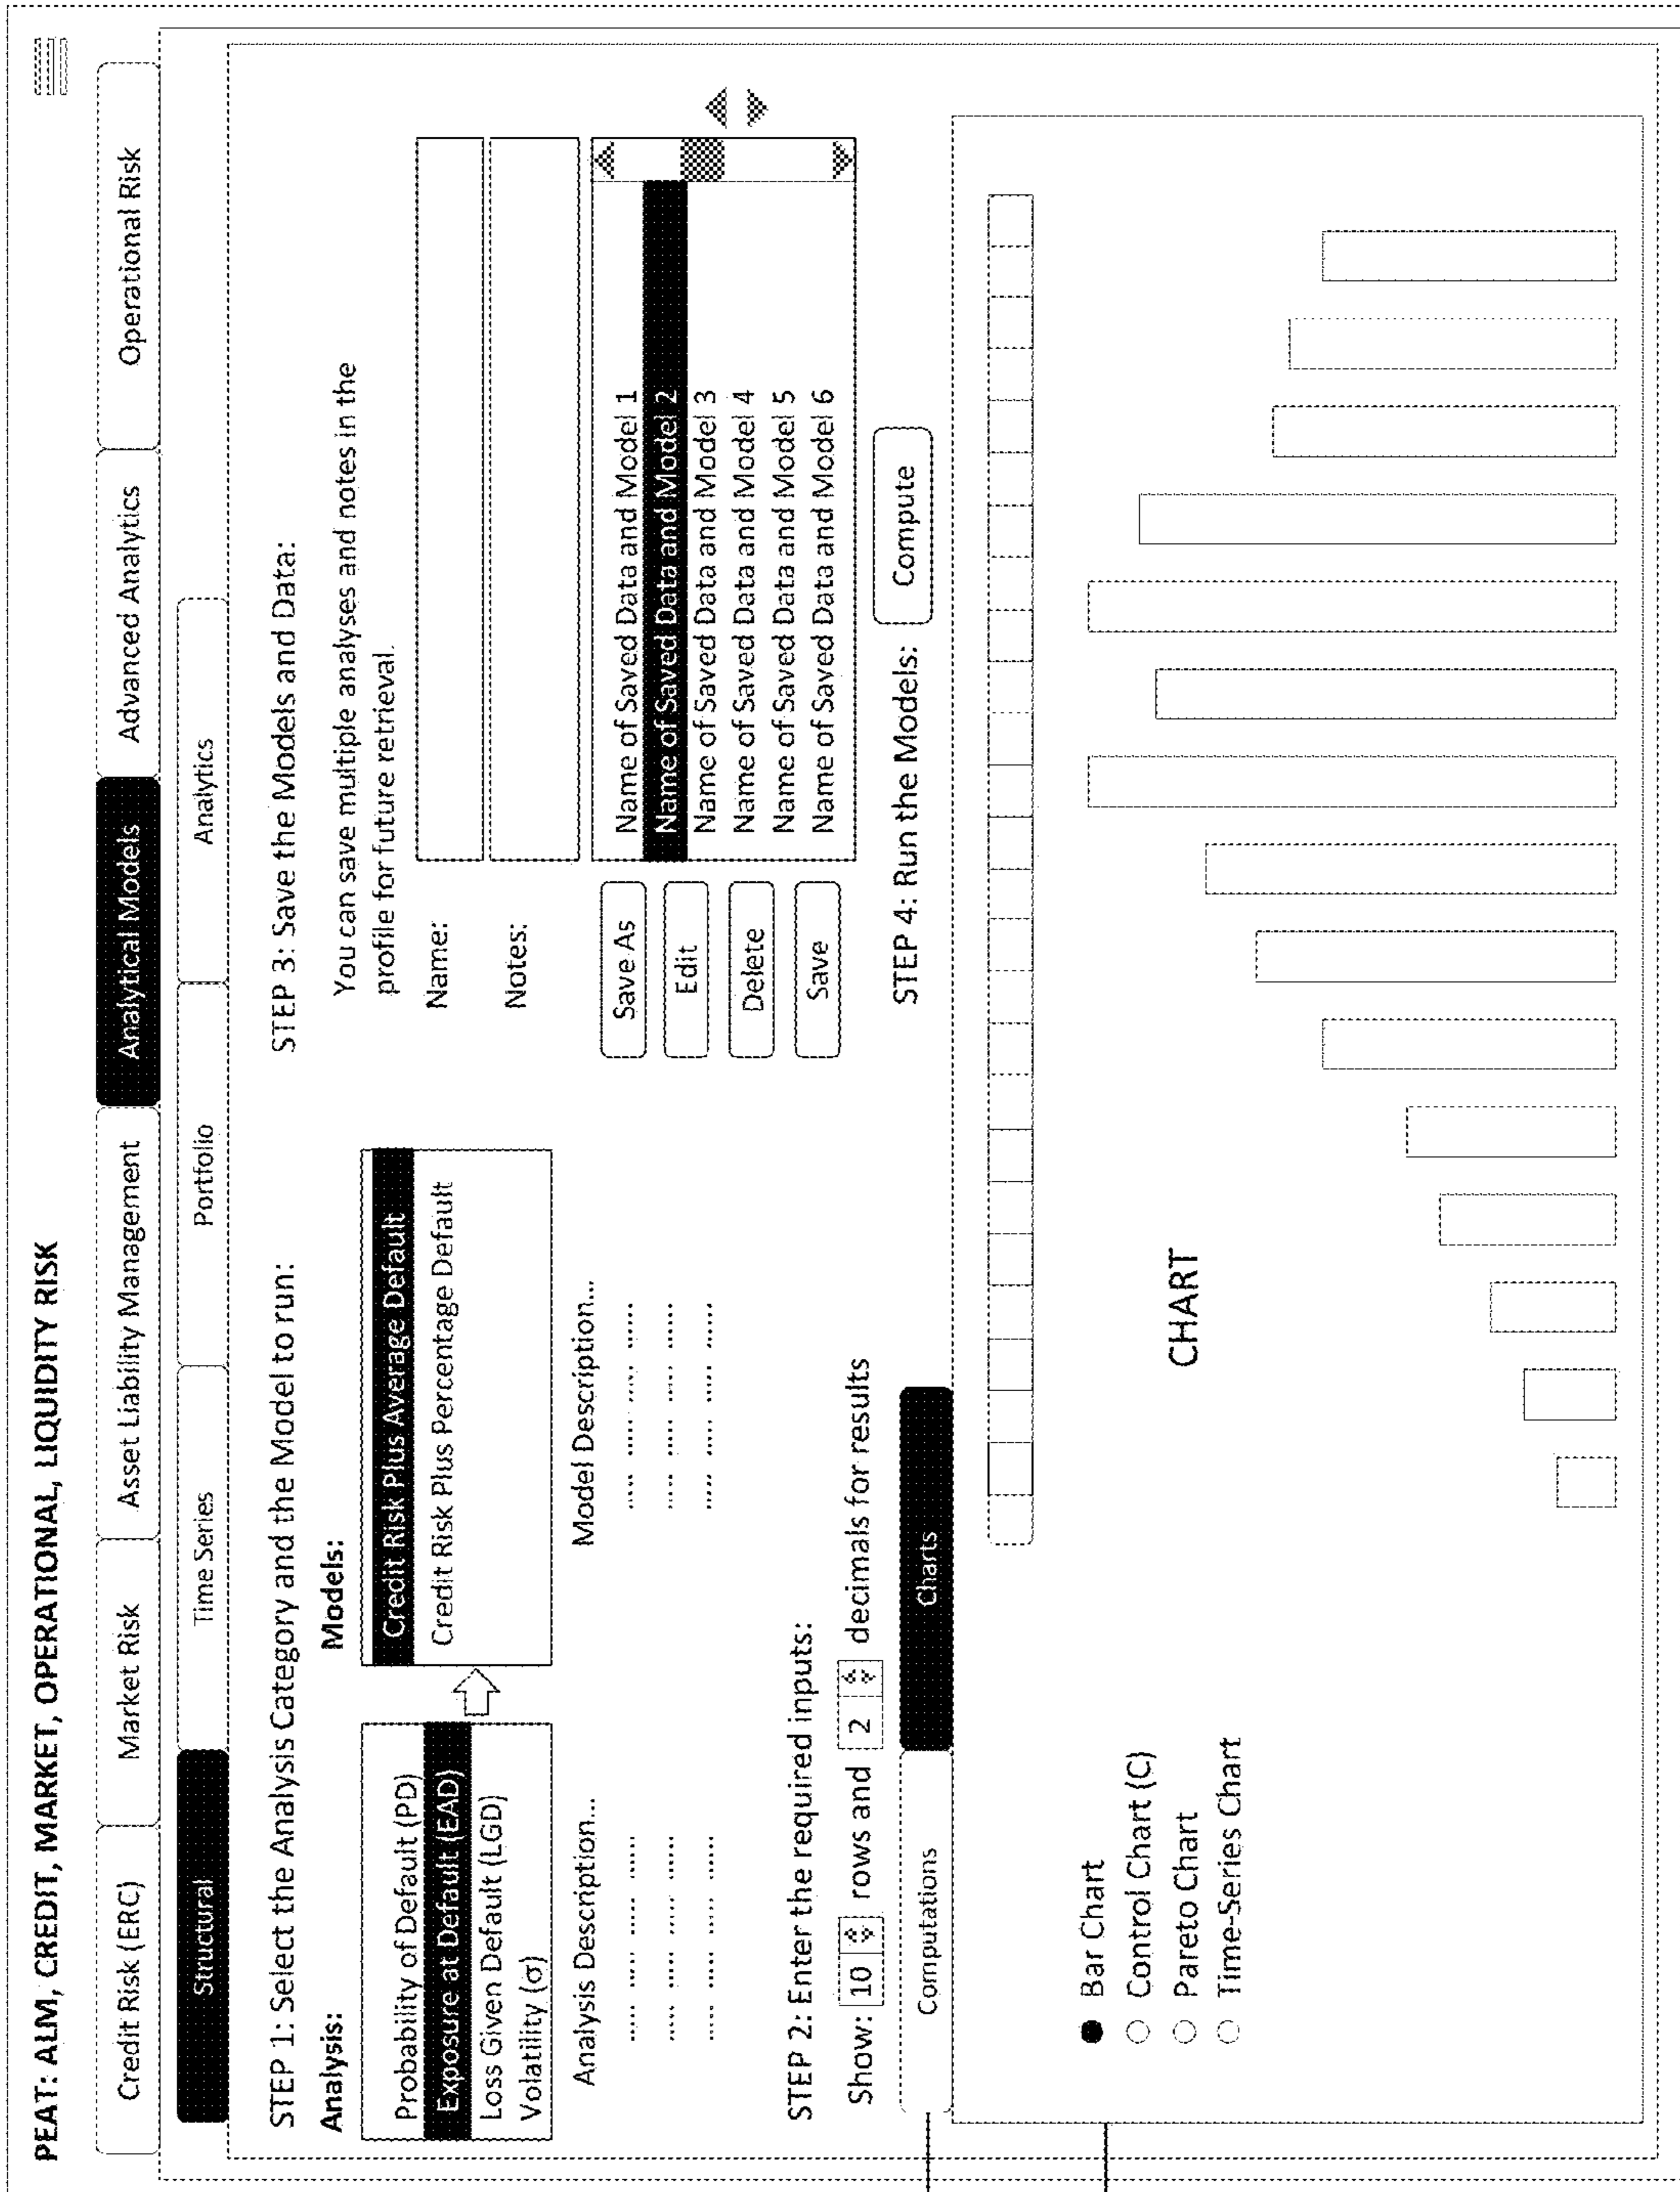 PEAT: ALM, CREDIT, MARKET, OPERATIONAL, LIQUIDITY RISK
Credit Risk (ERC)
Market Risk
Asset Liability Management
Analytical Models
Advanced Analytics
Operational Risk
Structural
Time Series
Portfolio
Analytics
STEP 1: Select the Analysis Category and the Model to run:
Analysis:
Probability of Default (PD)
Exposure at Default (EAD)
Loss Given Default (LGD)
Volatility (σ)
Analysis Description...
Models:
Credit Risk Plus Average Default
Credit Risk Plus Percentage Default
Model Description...
STEP 2: Enter the required inputs:
Show: 10 rows and 2 decimals for results
STEP 3: Save the Models and Data:
You can save multiple analyses and notes in the
profile for future retrieval.
Name:
Notes:
Save As
Edit
Delete
Save
Name of Saved Data and Model 1
Name of Saved Data and Model 2
Name of Saved Data and Model 3
Name of Saved Data and Model 4
Name of Saved Data and Model 5
Name of Saved Data and Model 6
STEP 4: Run the Models:
Compute
Computations
Charts
Bar Chart
Control Chart (C)
Pareto Chart
Time-Series Chart
CHART